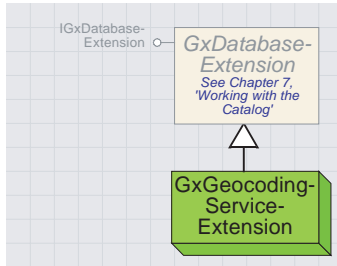 IGxDatabase-
Extension
GxDatabase-
Extension
See Chapter 7,
'Working with the
Catalog'
GxGeocoding-
Service-
Extension